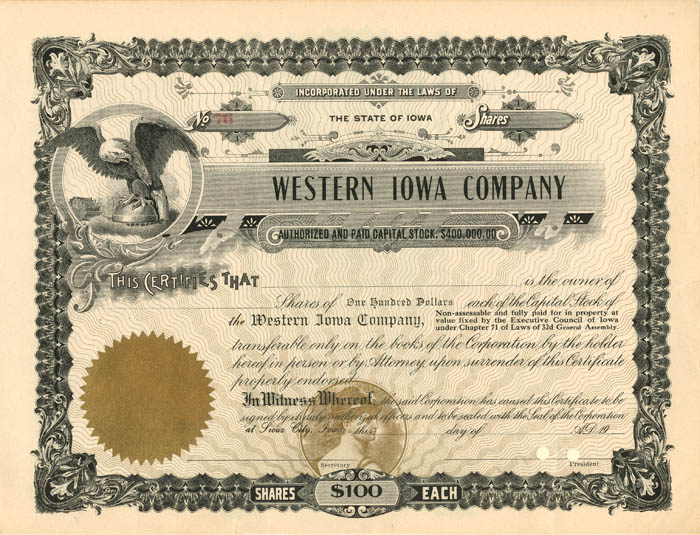 INCORPORATED UNDER THE LAWS OF
No 76 THE STATE OF IOWA Shares
WESTERN IOWA COMPANY
AUTHORIZED AND PAID CAPITAL STOCK, $400,000.00
THIS CERTIFIES THAT is the owner of
Shares of One Hundred Dollars each of the Capital Stock of
the Western Iowa Company, Non-assessable and fully paid for in property at
value fixed by the Executive Council of Iowa
under Chapter 71 of Laws of 32d General Assembly.
transferable only on the books of the Corporation by the holder
hereof in person or by Attorney upon surrender of this Certificate
properly endorsed.
In Witness Whereof, the said Corporation has caused this Certificate to be
signed by its duly authorized officers and to be sealed with the Seal of the Corporation
at Sioux City, Iowa this day of A.D. 19
Secretary President
SHARES $100 EACH